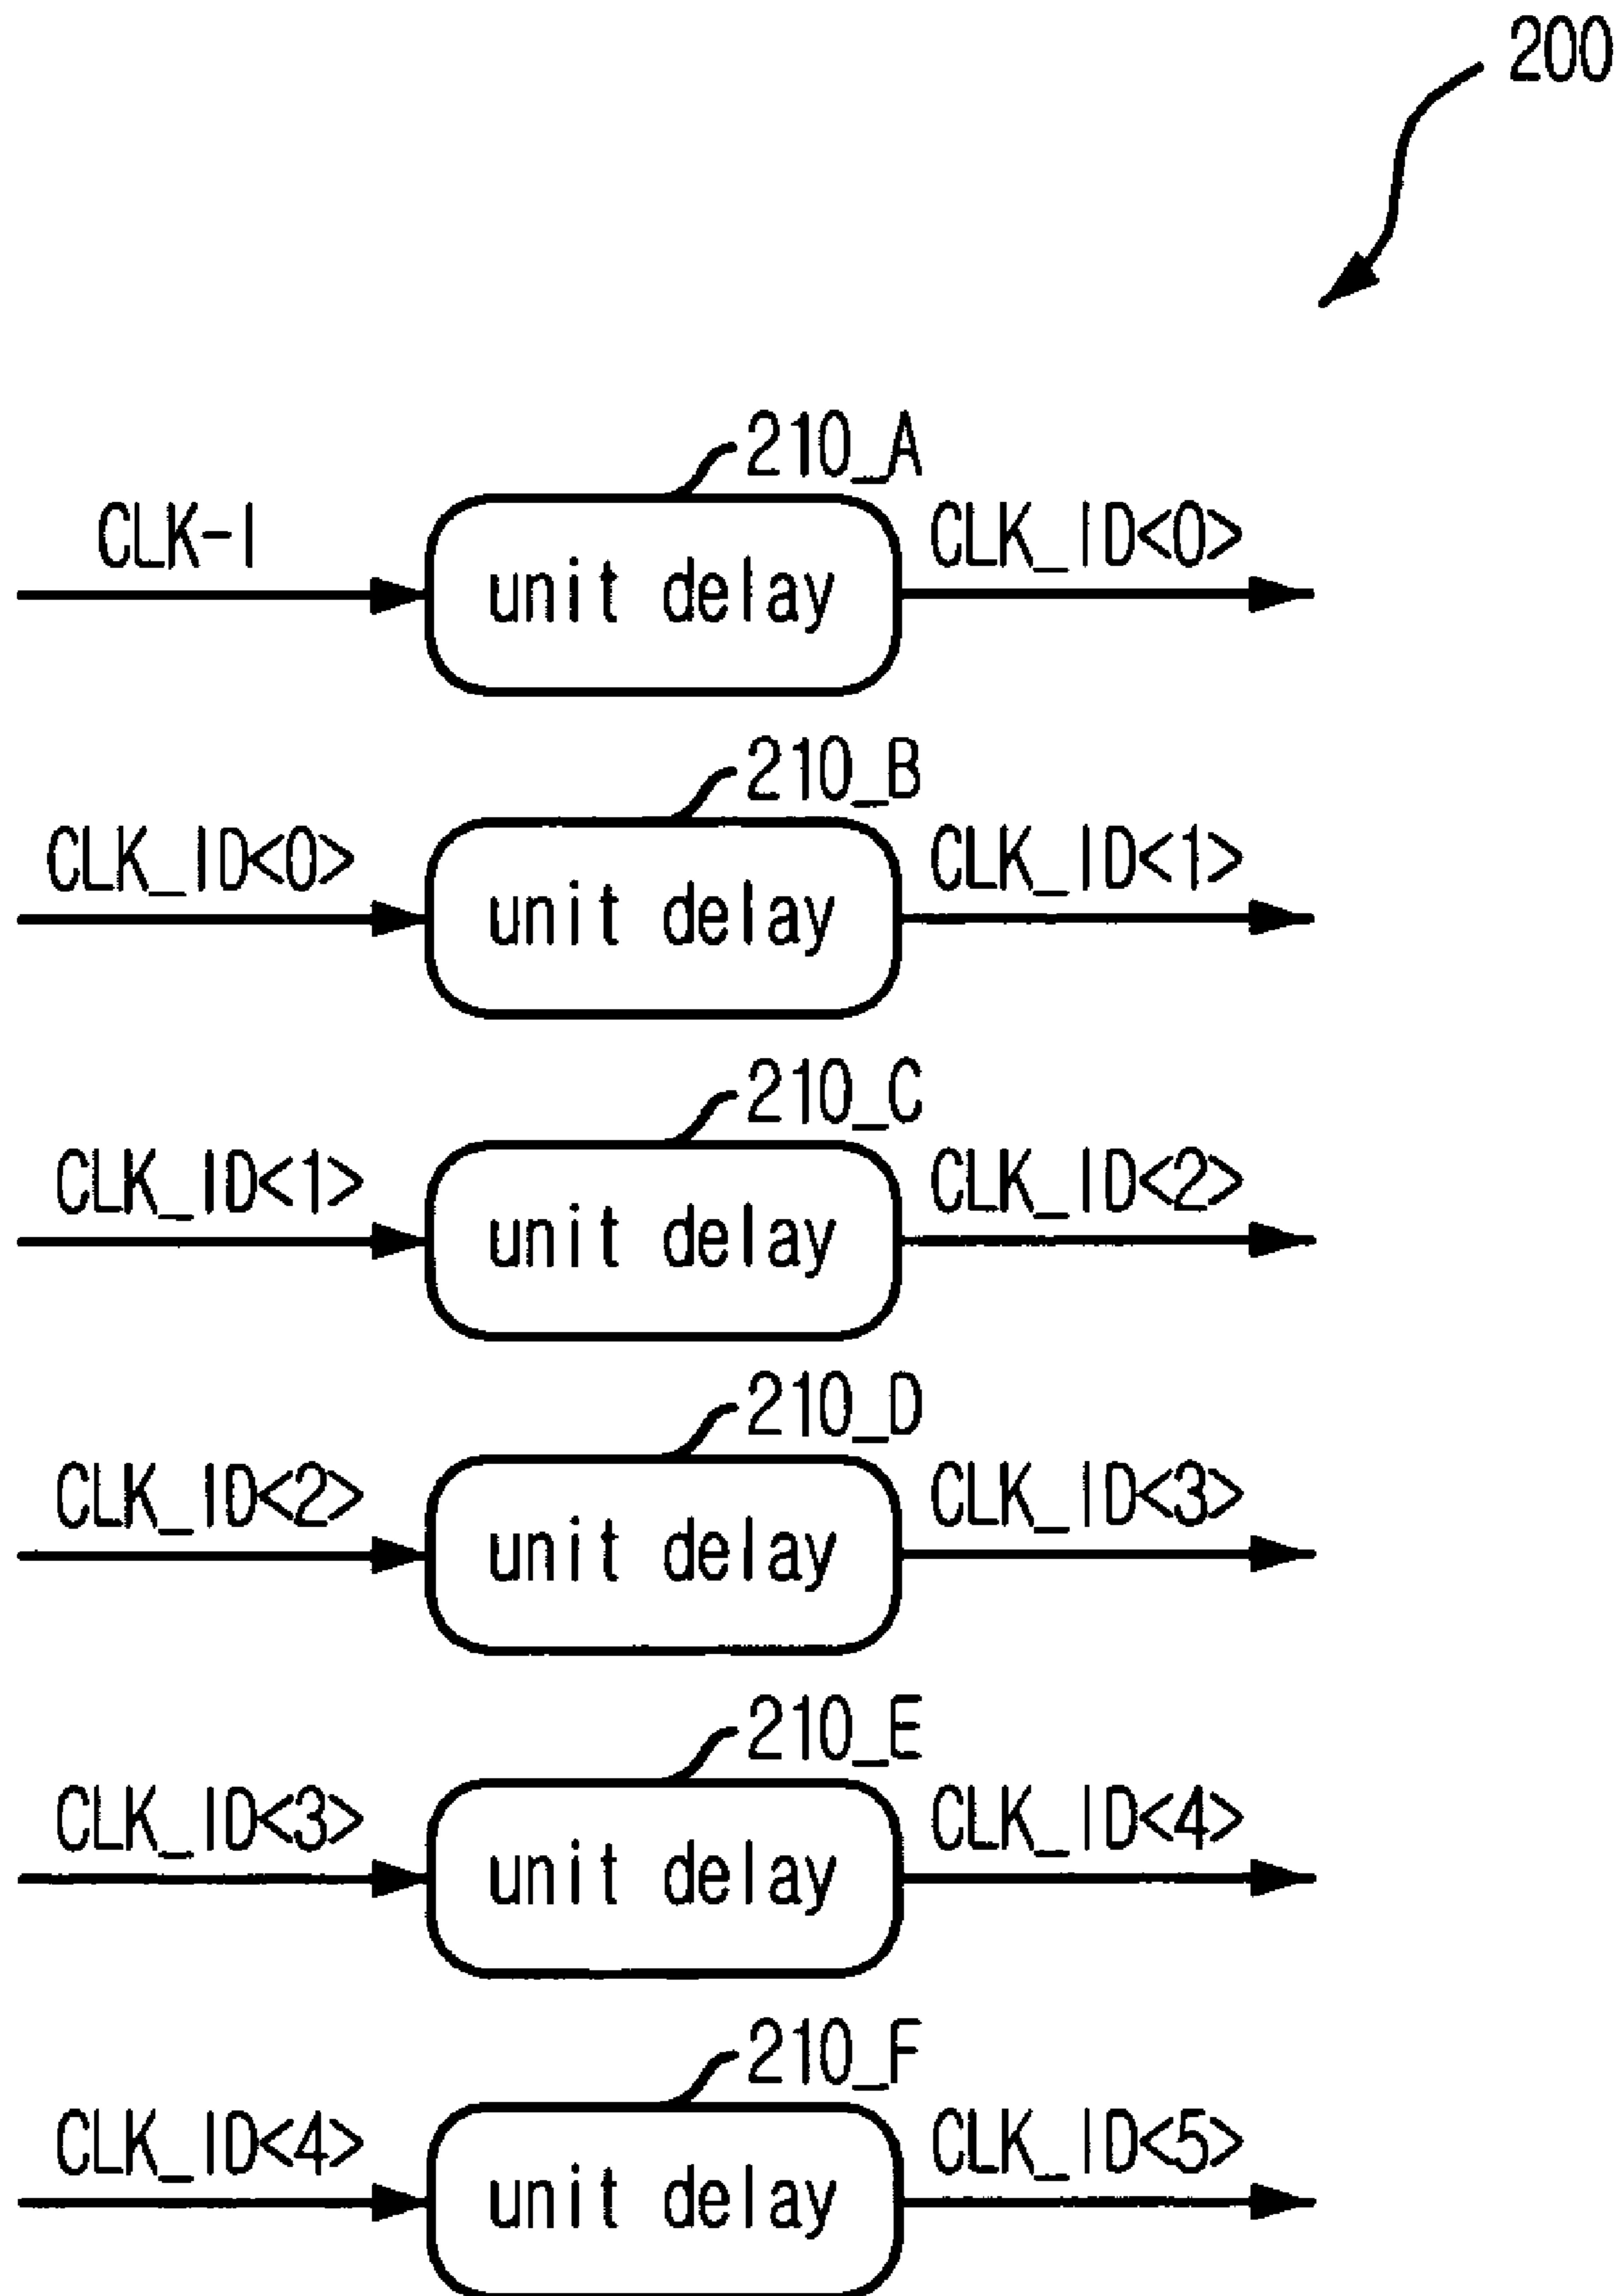 200
210_A
CLK-I
unit delay
CLK_ID<0>
210_B
CLK_ID<0>
unit delay
CLK_ID<1>
210_C
CLK_ID<1>
unit delay
CLK_ID<2>
210_D
CLK_ID<2>
unit delay
CLK_ID<3>
210_E
CLK_ID<3>
unit delay
CLK_ID<4>
210_F
CLK_ID<4>
unit delay
CLK_ID<5>